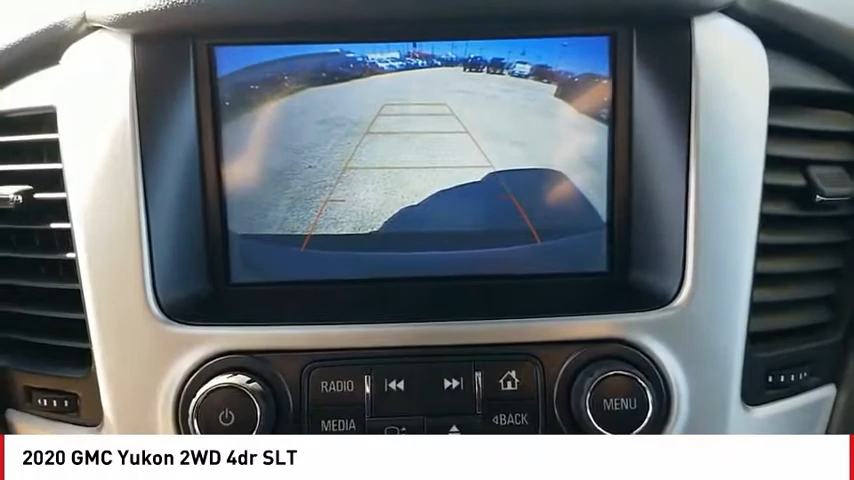 RADIO
MEDIA
BACK
MENU
2020 GMC Yukon 2WD 4dr SLT